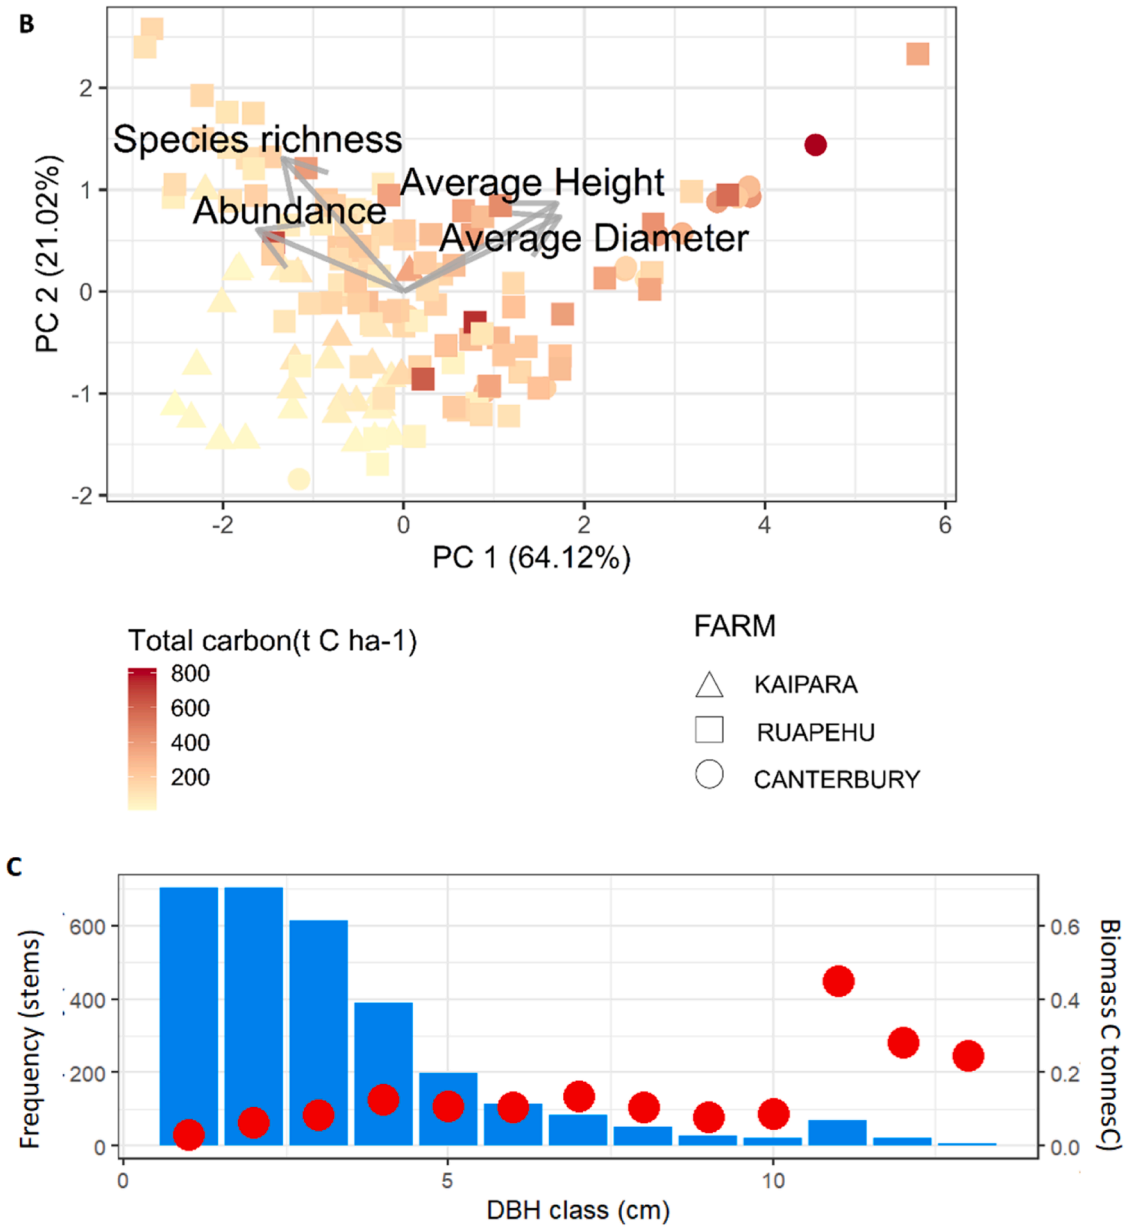 B
PC 2 (21.02%)
2
1
0
-1
-2
Species richness
Average Height
Abundance
Average Diameter
-2 0 2 4 6
PC 1 (64.12%)
Total carbon(t C ha-1)
800
600
400
200
FARM
KAIPARA
RUAPEHU
CANTERBURY
C
Frequency (stems)
600
400
200
0
0.6
0.4
0.2
0.0
Biomass C tonnesC)
0 5 10
DBH class (cm)